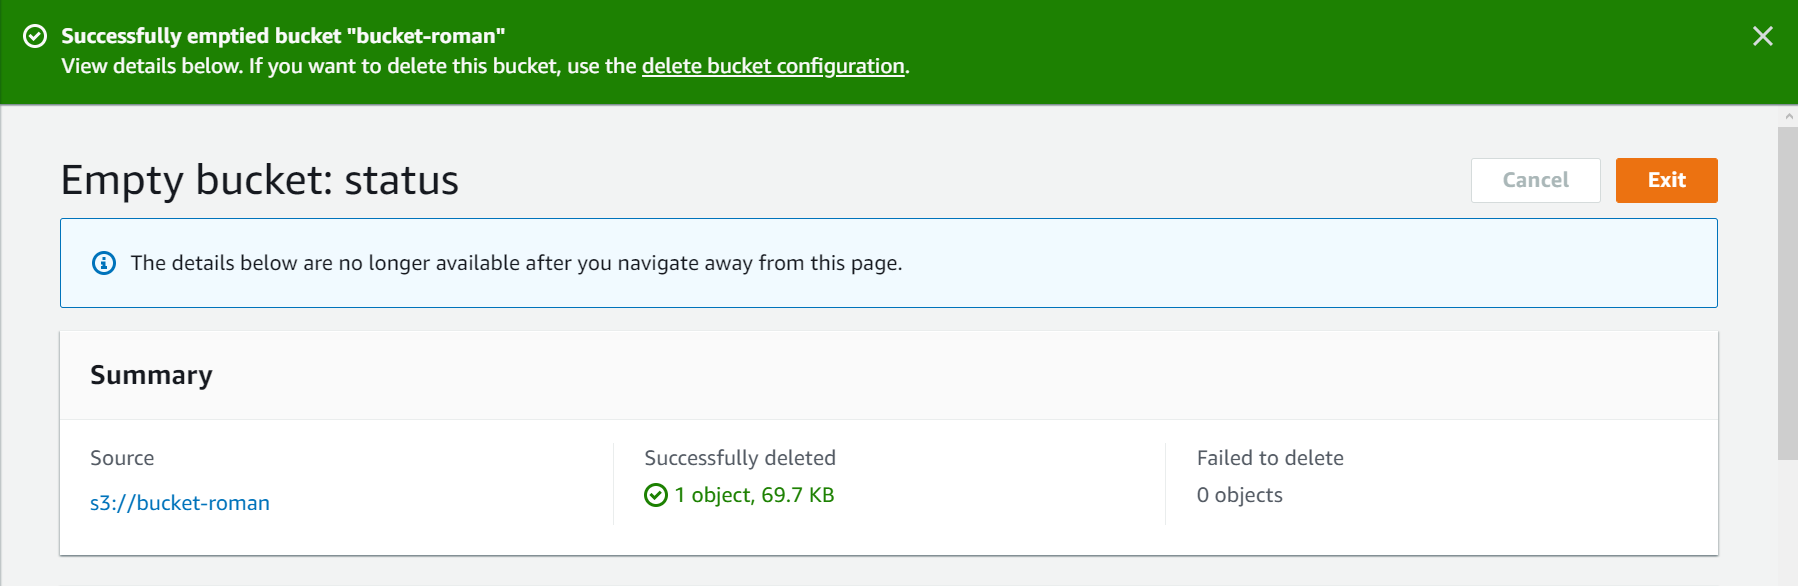 Successfully emptied bucket "bucket-roman"
View details below. If you want to delete this bucket, use the delete bucket configuration.
Empty bucket: status
Cancel
Exit
The details below are no longer available after you navigate away from this page.
Summary
Source
s3://bucket-roman
Successfully deleted
1 object, 69.7 KB
Failed to delete
0 objects